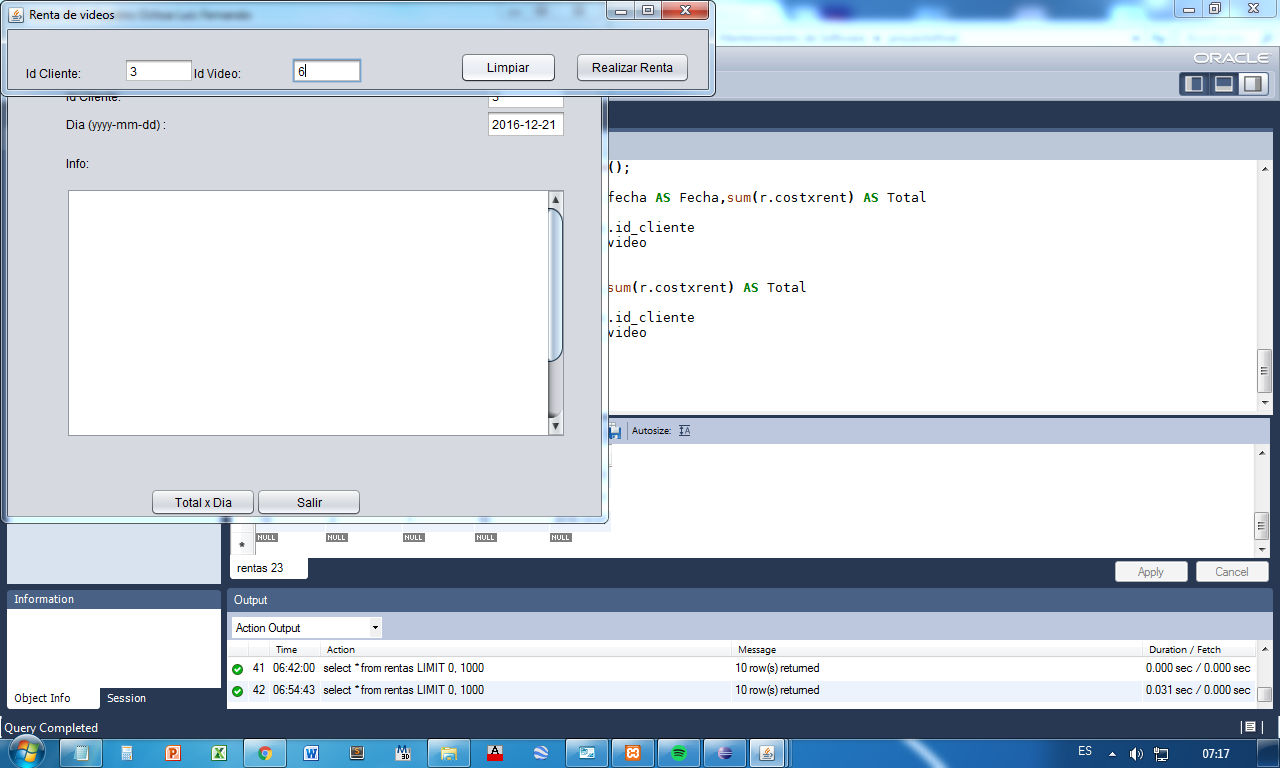 Renta de videos
Id Cliente: 3 Id Video: 6 Limpiar Realizar Renta
ORACLE
Id Cliente: 3
Dia (yyyy-mm-dd) : 2016-12-21
Info:
();
fecha AS Fecha,sum(r.costxrent) AS Total
.id_cliente
video
sum(r.costxrent) AS Total
.id_cliente
video
Autosize:
Total x Dia Salir
* NULL NULL NULL NULL NULL
rentas 23
Apply Cancel
Information
Output
Action Output
Time Action Message Duration / Fetch
41 06:42:00 select * from rentas LIMIT 0, 1000 10 row(s) returned 0.000 sec / 0.000 sec
42 06:54:43 select * from rentas LIMIT 0, 1000 10 row(s) returned 0.031 sec / 0.000 sec
Object Info Session
Query Completed
ES 07:17